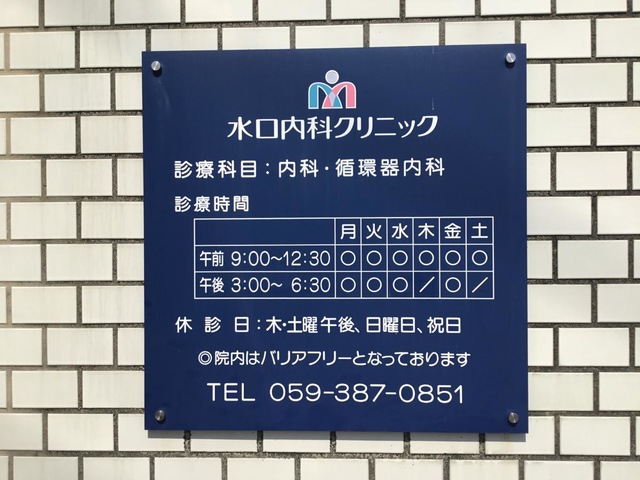 水口内科クリニック
診療科目：内科・循環器内科
診療時間
月 火 水 木 金 土
午前 9:00～12:30 ○ ○ ○ ○ ○ ○
午後 3:00～ 6:30 ○ ○ ○ ／ ○ ／
休 診 日：木・土曜午後、日曜日、祝日
◎院内はバリアフリーとなっております
TEL 059-387-0851